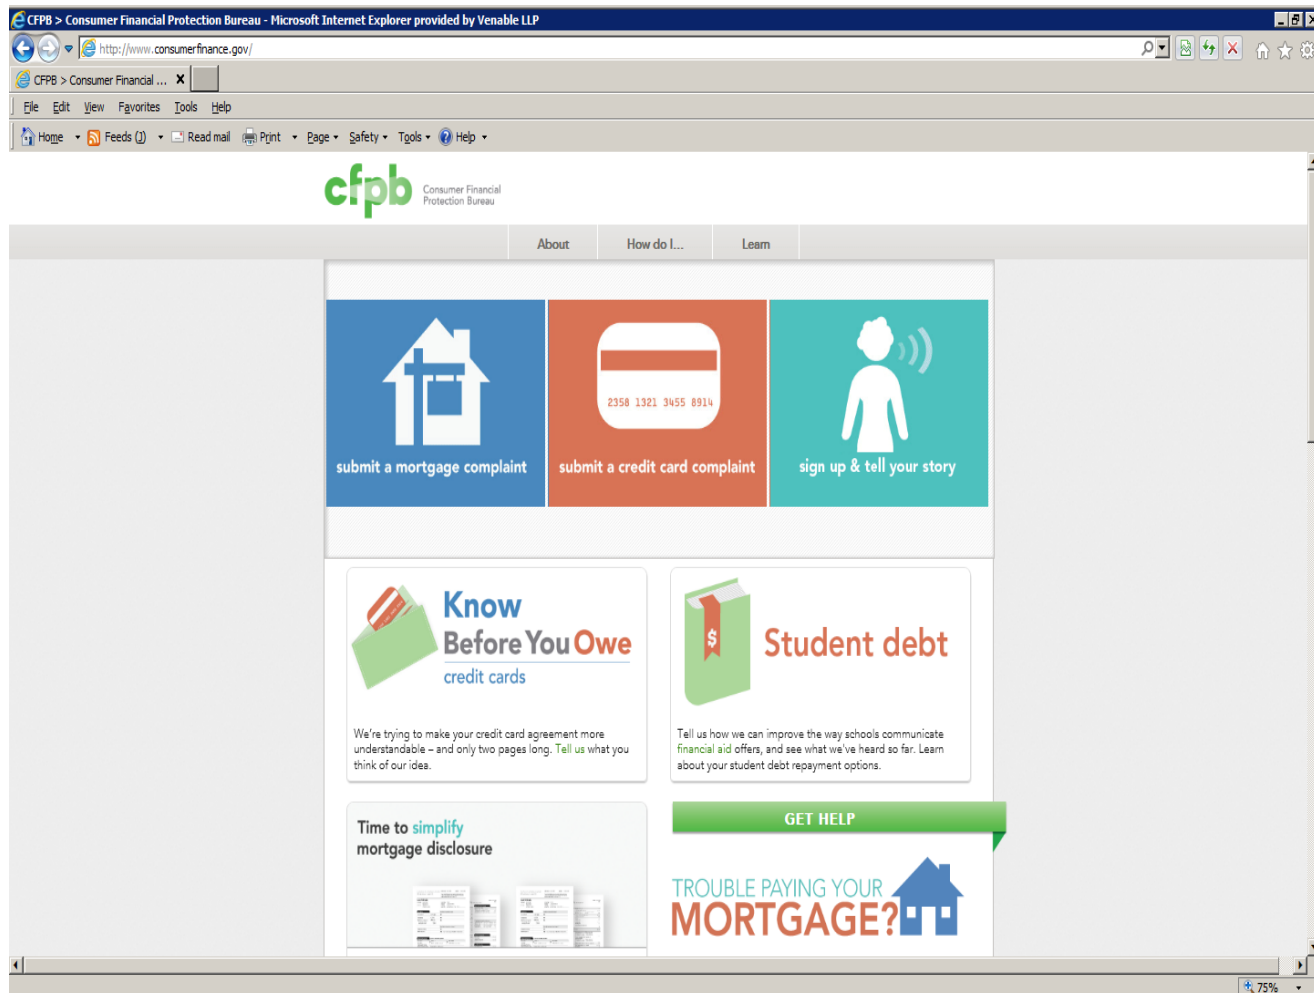 CFPB > Consumer Financial Protection Bureau - Microsoft Internet Explorer provided by Venable LLP
http://www.consumerfinance.gov/
CFPB > Consumer Financial ...
File Edit View Favorites Tools Help
Home Feeds (J) Read mail Print Page Safety Tools Help
cfpb Consumer Financial
Protection Bureau
About How do I... Learn
2358 1321 3455 8914
submit a mortgage complaint
submit a credit card complaint
sign up & tell your story
Know
Before You Owe
credit cards
We're trying to make your credit card agreement more
understandable – and only two pages long. Tell us what you
think of our idea.
$
Student debt
Tell us how we can improve the way schools communicate
financial aid offers, and see what we've heard so far. Learn
about your student debt repayment options.
Time to simplify
mortgage disclosure
GET HELP
TROUBLE PAYING YOUR
MORTGAGE?
75%